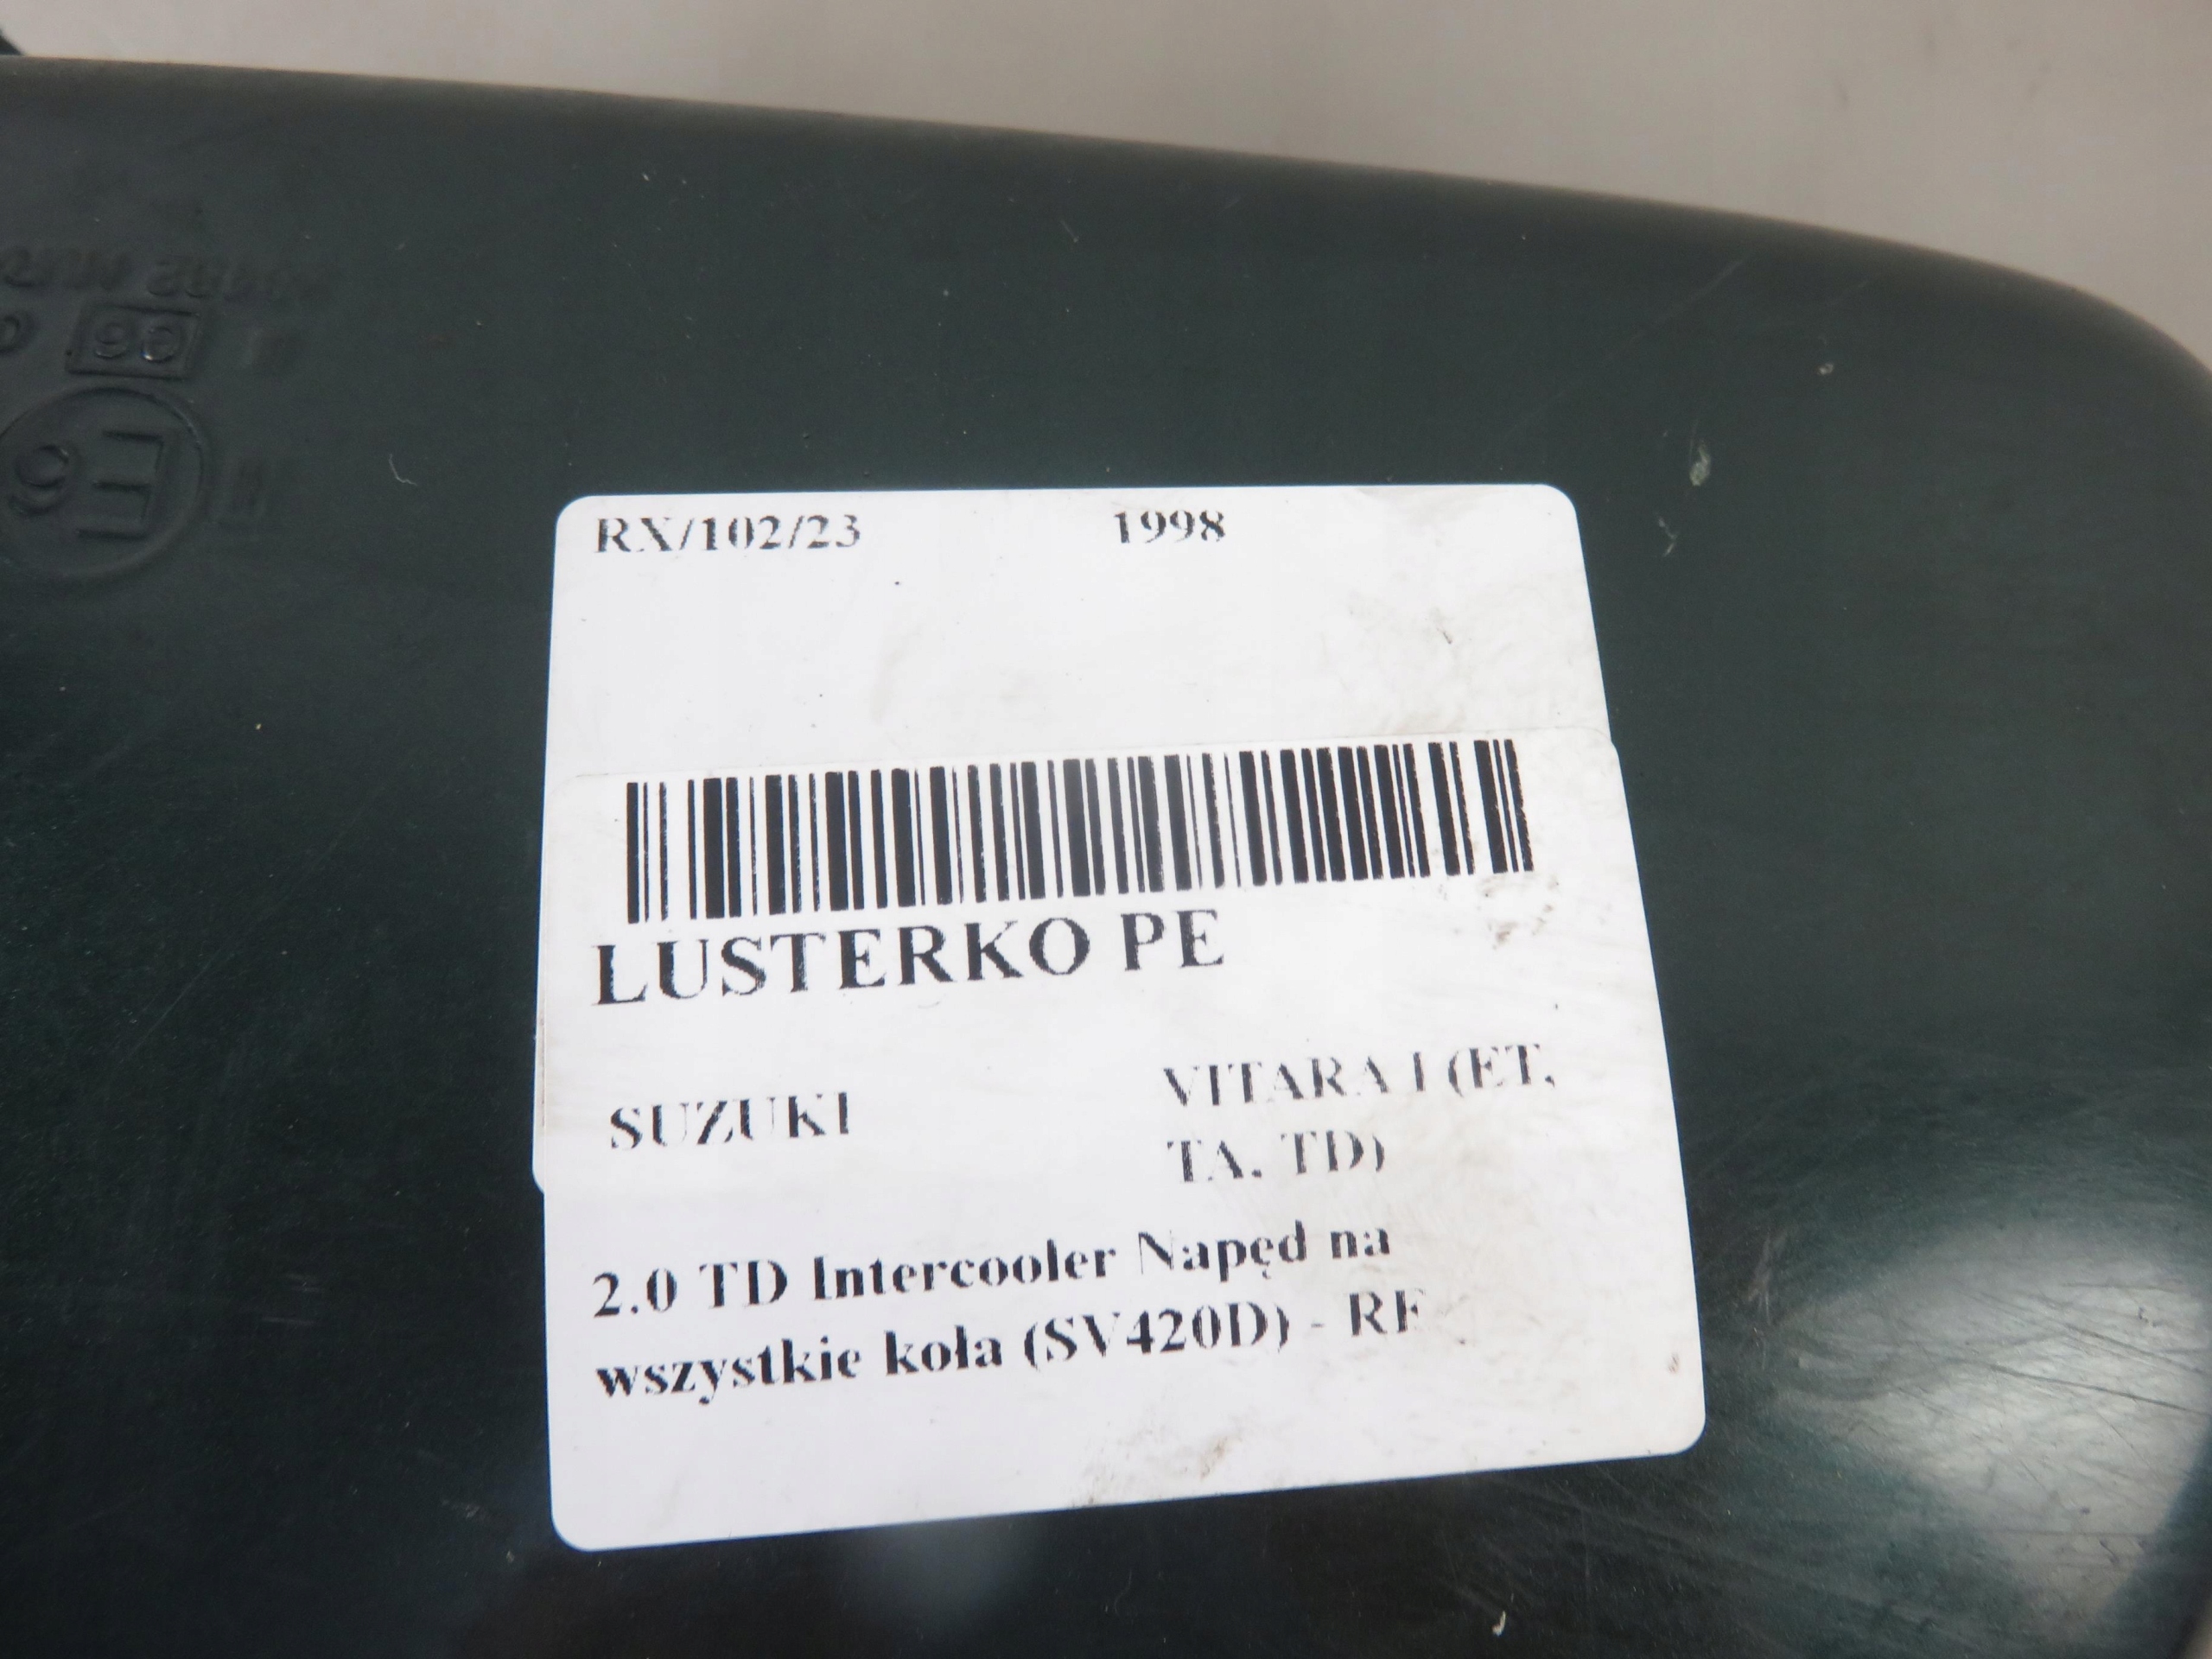 RX/102/23 1998
LUSTERKO PE
SUZUKI
VITARA I (ET,
TA, TD)
2.0 TD Intercooler Napęd na
wszystkie koła (SV420D) - RF